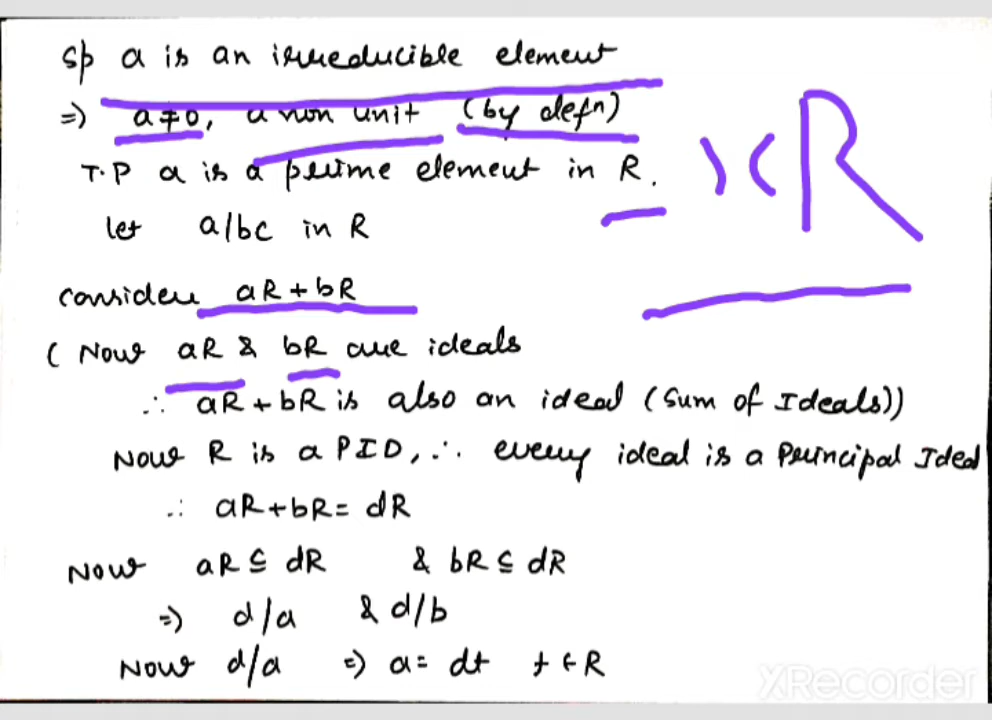 Sp a is an irreducible element
=) a≠0, a non unit (by defⁿ)
T.P a is a prime element in R.
let a/bc in R
consider aR + bR
( Now aR & bR are ideals
∴ aR + bR is also an ideal (Sum of Ideals))
Now R is a PID, ∴ every ideal is a Principal Ideal
∴ aR + bR = dR
Now aR ⊆ dR & bR ⊆ dR
=) d/a & d/b
Now d/a =) a = dt t ∈ R
R
XRecorder